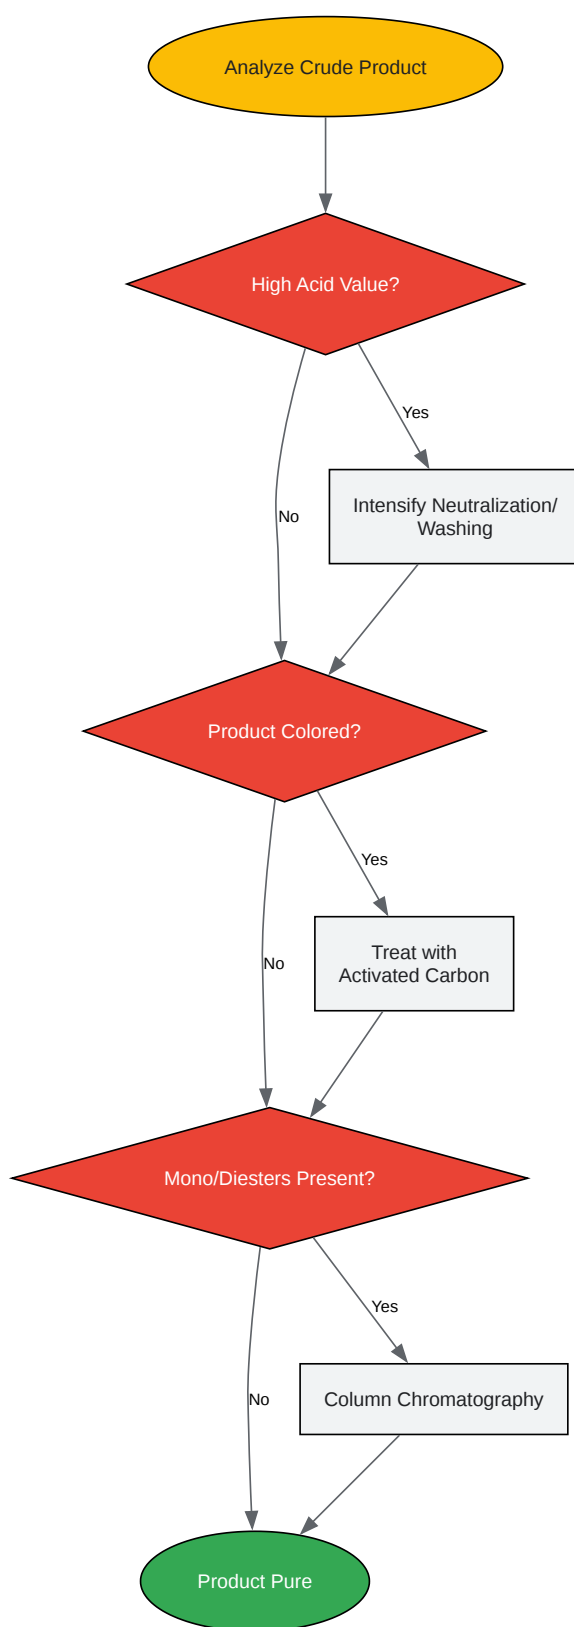 Analyze Crude Product
High Acid Value?
Yes
Intensify Neutralization/
Washing
No
Product Colored?
Yes
Treat with
Activated Carbon
No
Mono/Diesters Present?
Yes
Column Chromatography
No
Product Pure